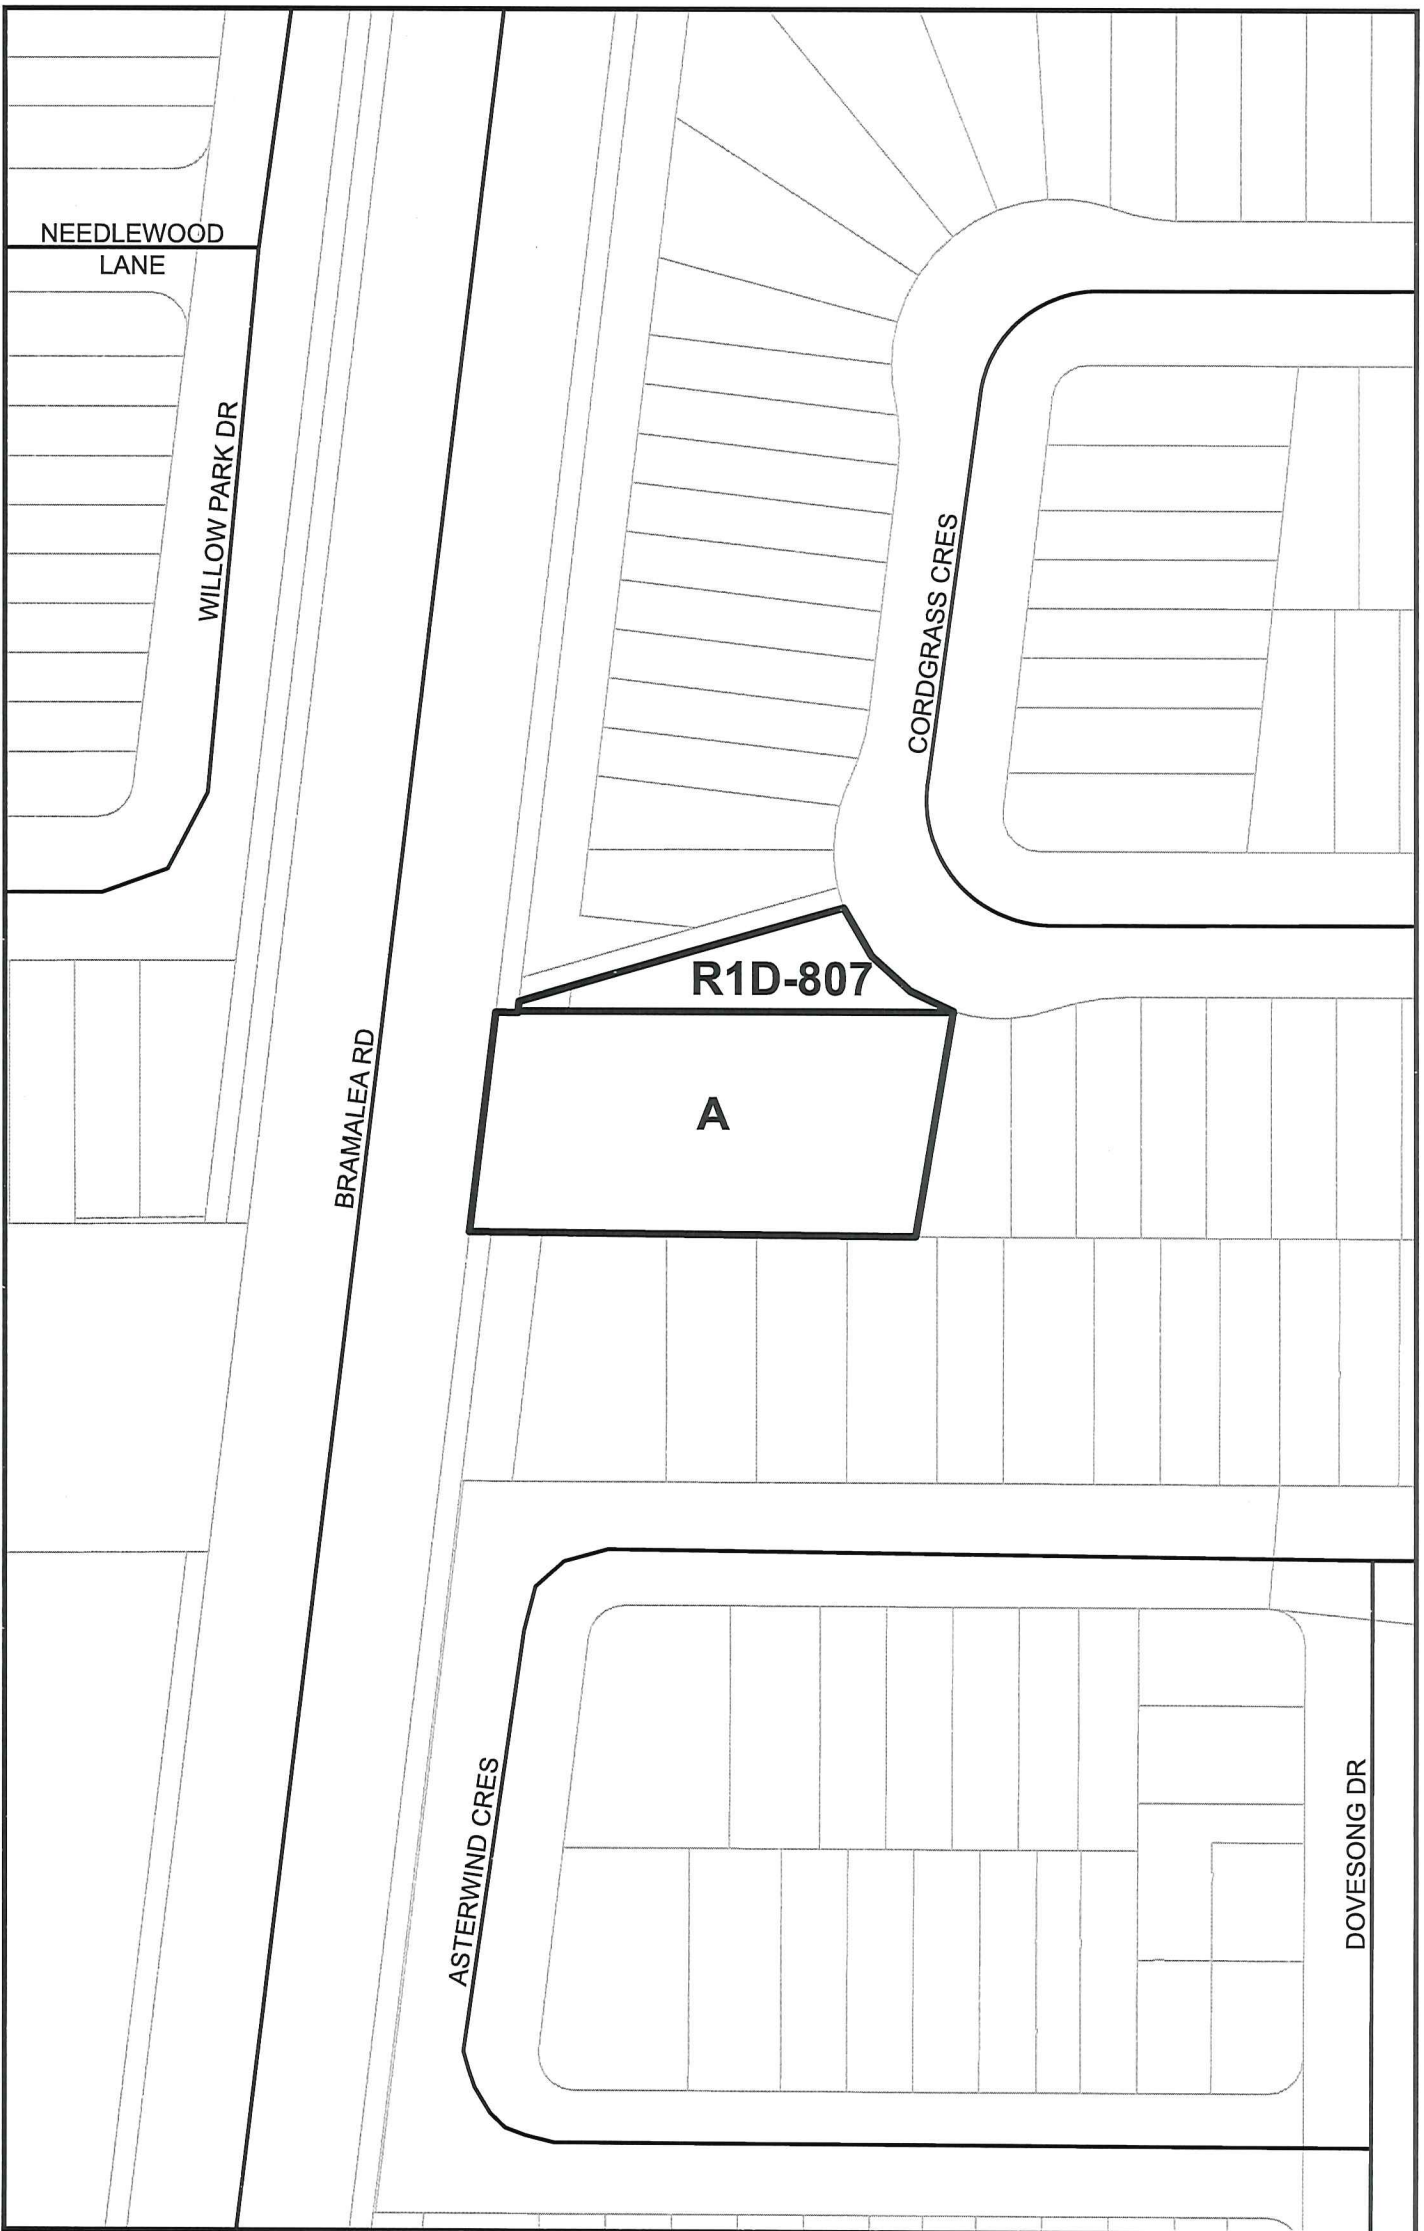 NEEDLEWOOD
LANE
WILLOW PARK DR
CORDGRASS CRES
R1D-807
BRAMALEA RD
A
ASTERWIND CRES
DOVESONG DR